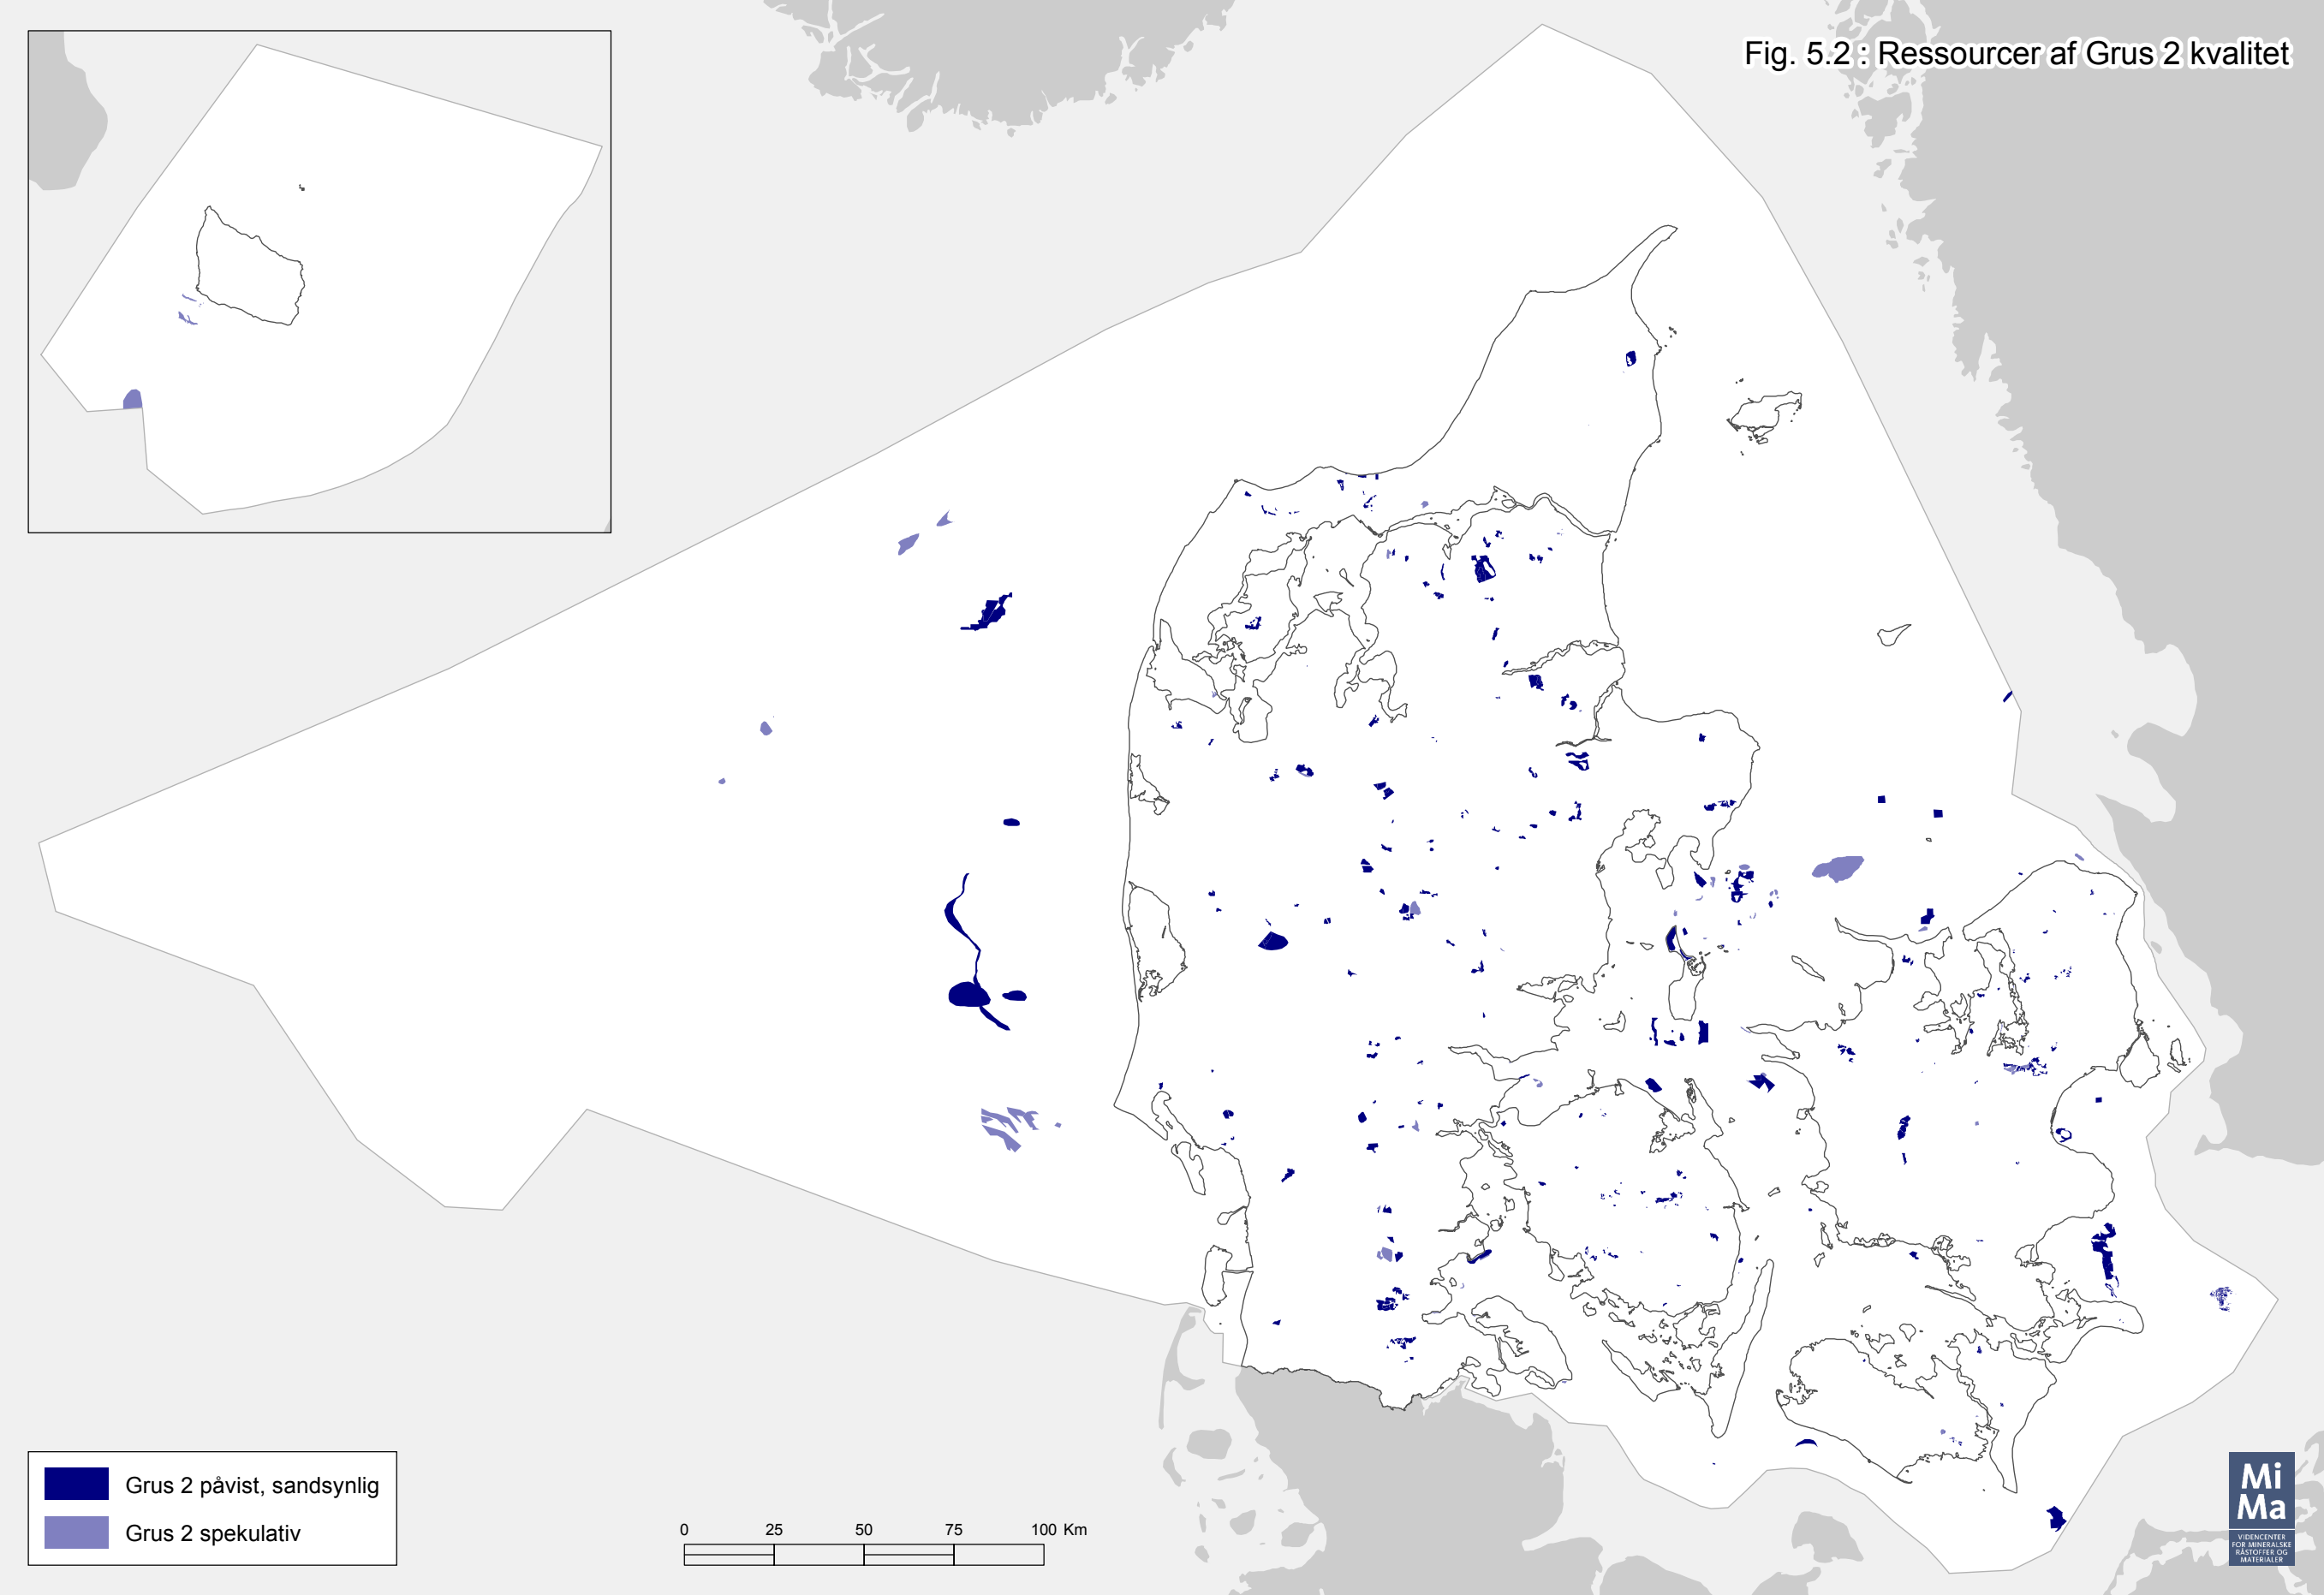 Fig. 5.2 : Ressourcer af Grus 2 kvalitet
Grus 2 påvist, sandsynlig
Grus 2 spekulativ
0 25 50 75 100 Km
Mi
Ma
VIDENCENTER
FOR MINERALSKE
RÅSTOFFER OG
MATERIALER